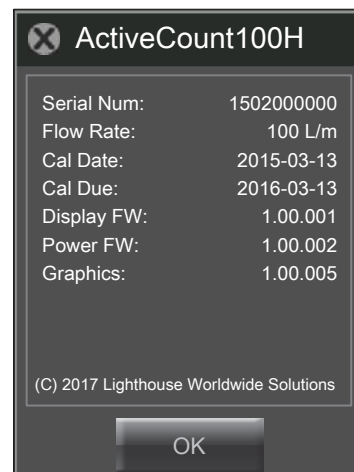 ActiveCount100H
Serial Num: 1502000000
Flow Rate: 100 L/m
Cal Date: 2015-03-13
Cal Due: 2016-03-13
Display FW: 1.00.001
Power FW: 1.00.002
Graphics: 1.00.005
(C) 2017 Lighthouse Worldwide Solutions
OK